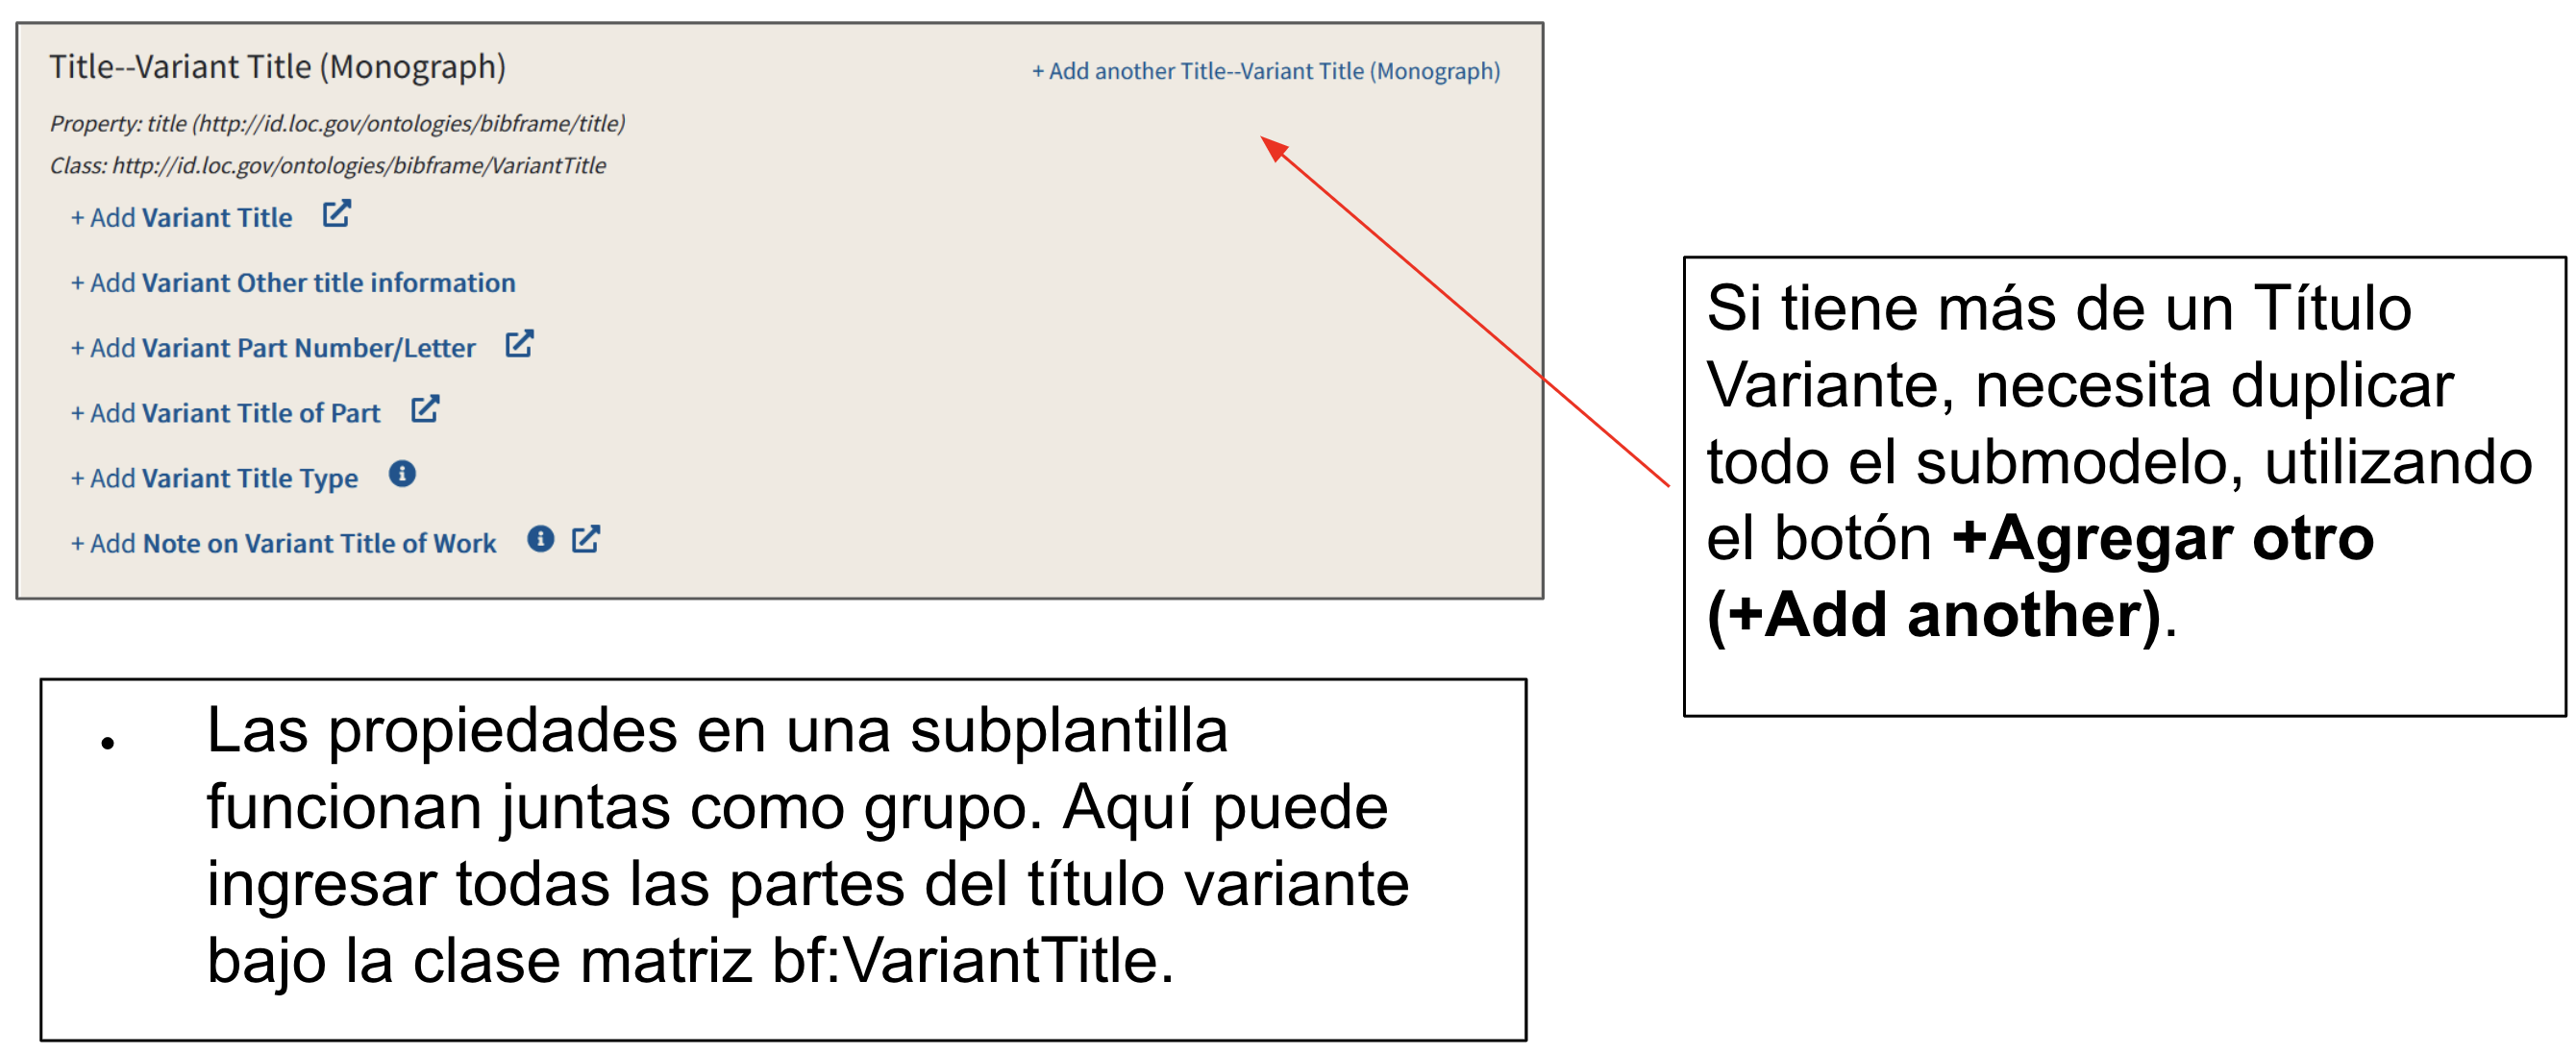 Title--Variant Title (Monograph)
+ Add another Title--Variant Title (Monograph)
Property: title (http://id.loc.gov/ontologies/bibframe/title)
Class: http://id.loc.gov/ontologies/bibframe/VariantTitle
+ Add Variant Title
+ Add Variant Other title information
+ Add Variant Part Number/Letter
+ Add Variant Title of Part
+ Add Variant Title Type
+ Add Note on Variant Title of Work
Si tiene más de un Título
Variante, necesita duplicar
todo el submodelo, utilizando
el botón +Agregar otro
(+Add another).
• Las propiedades en una subplantilla
funcionan juntas como grupo. Aquí puede
ingresar todas las partes del título variante
bajo la clase matriz bf:VariantTitle.